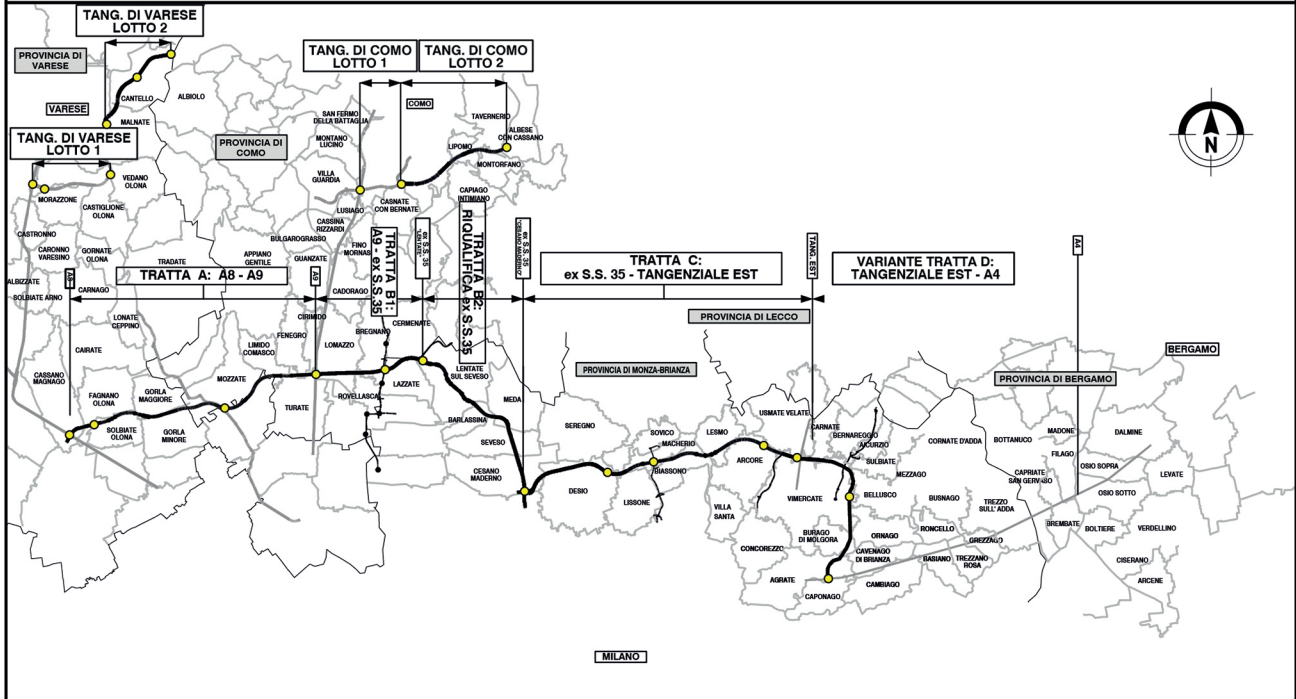 TANG. DI VARESE
LOTTO 2
PROVINCIA DI
VARESE
CANTELLO
ALBIOLO
VARESE
MALNATE
TANG. DI VARESE
LOTTO 1
PROVINCIA DI
COMO
VEDANO
OLONA
MORAZZONE
CASTIGLIONE
OLONA
TANG. DI COMO
LOTTO 1
TANG. DI COMO
LOTTO 2
COMO
SAN FERMO
DELLA BATTAGLIA
MONTANO
LUCINO
TAVERNERIO
ALBESE
CON CASSANO
LIPOMO
MONTORFANO
VILLA
GUARDIA
CAPIAGO
INTIMIANO
LUSIAGO
CASNATE
CON BERNATE
CASSINA
RIZZARDI
N
CASTRONNO
CARONNO
VARESINO
GORNATE
OLONA
BULGAROGRASSO
FINO
MORNAS
APPIANO
GENTILE
GUANZATE
TRADATE
ALBIZZATE
SOLBIATE ARNO
CARNAGO
TRATTA A: A8 - A9
A9
CADORAGO
TRATTA B1:
A9 - ex S.S.35
ex S.S. 35
"LENTATE"
TRATTA B2:
RIQUALIFICA ex S.S.35
ex S.S. 35
"CESANO MADERNO"
TRATTA C:
ex S.S. 35 - TANGENZIALE EST
TANG. EST
VARIANTE TRATTA D:
TANGENZIALE EST - A4
A4
LONATE
CEPPINO
CIRIMIDO
FENEGRO
BREGNANO
CERMENATE
PROVINCIA DI LECCO
CAIRATE
LIMIDO
COMASCO
LOMAZZO
BERGAMO
CASSANO
MAGNAGO
MOZZATE
LAZZATE
LENTATE
SUL SEVESO
PROVINCIA DI MONZA-BRIANZA
PROVINCIA DI BERGAMO
FAGNANO
OLONA
GORLA
MAGGIORE
ROVELLASCA
MEDA
TURATE
SOLBIATE
OLONA
GORLA
MINORE
BARLASSINA
SEREGNO
SEVESO
SOVICO
MACHERIO
LESMO
USMATE VELATE
CARNATE
BERNAREGGIO
AICURZIO
CORNATE D'ADDA
BOTTANUCO
MADONE
DALMINE
FILAGO
CESANO
MADERNO
BIASSONO
ARCORE
SULBIATE
MEZZAGO
OSIO SOPRA
CAPRIATE
SAN GERVASO
LEVATE
DESIO
LISSONE
VIMERCATE
BELLUSCO
BUSNAGO
OSIO SOTTO
VILLA
SANTA
TREZZO
SULL' ADDA
BREMBATE
BOLTIERE
VERDELLINO
BURAGO
DI MOLGORA
ORNAGO
RONCELLO
GREZZAGO
CONCOREZZO
CAVENAGO
DI BRIANZA
BASIANO
TREZZANO
ROSA
CISERANO
AGRATE
CAMBIAGO
ARCENE
CAPONAGO
MILANO